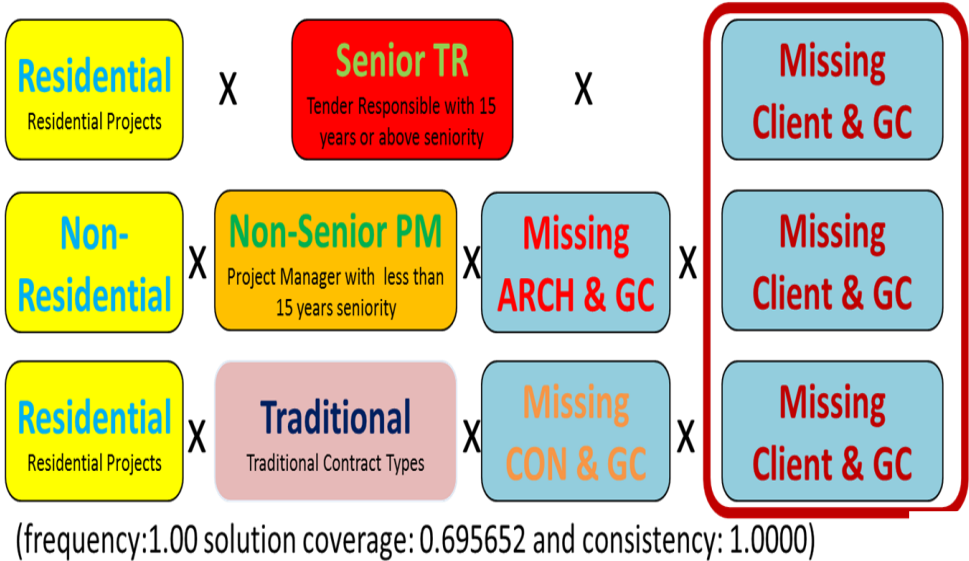 Residential
Residential Projects
X
Senior TR
Tender Responsible with 15
years or above seniority
X
Missing
Client & GC
Non-
Residential
X
Non-Senior PM
Project Manager with less than
15 years seniority
X
Missing
ARCH & GC
X
Missing
Client & GC
Residential
Residential Projects
X
Traditional
Traditional Contract Types
X
Missing
CON & GC
X
Missing
Client & GC
(frequency:1.00 solution coverage: 0.695652 and consistency: 1.0000)